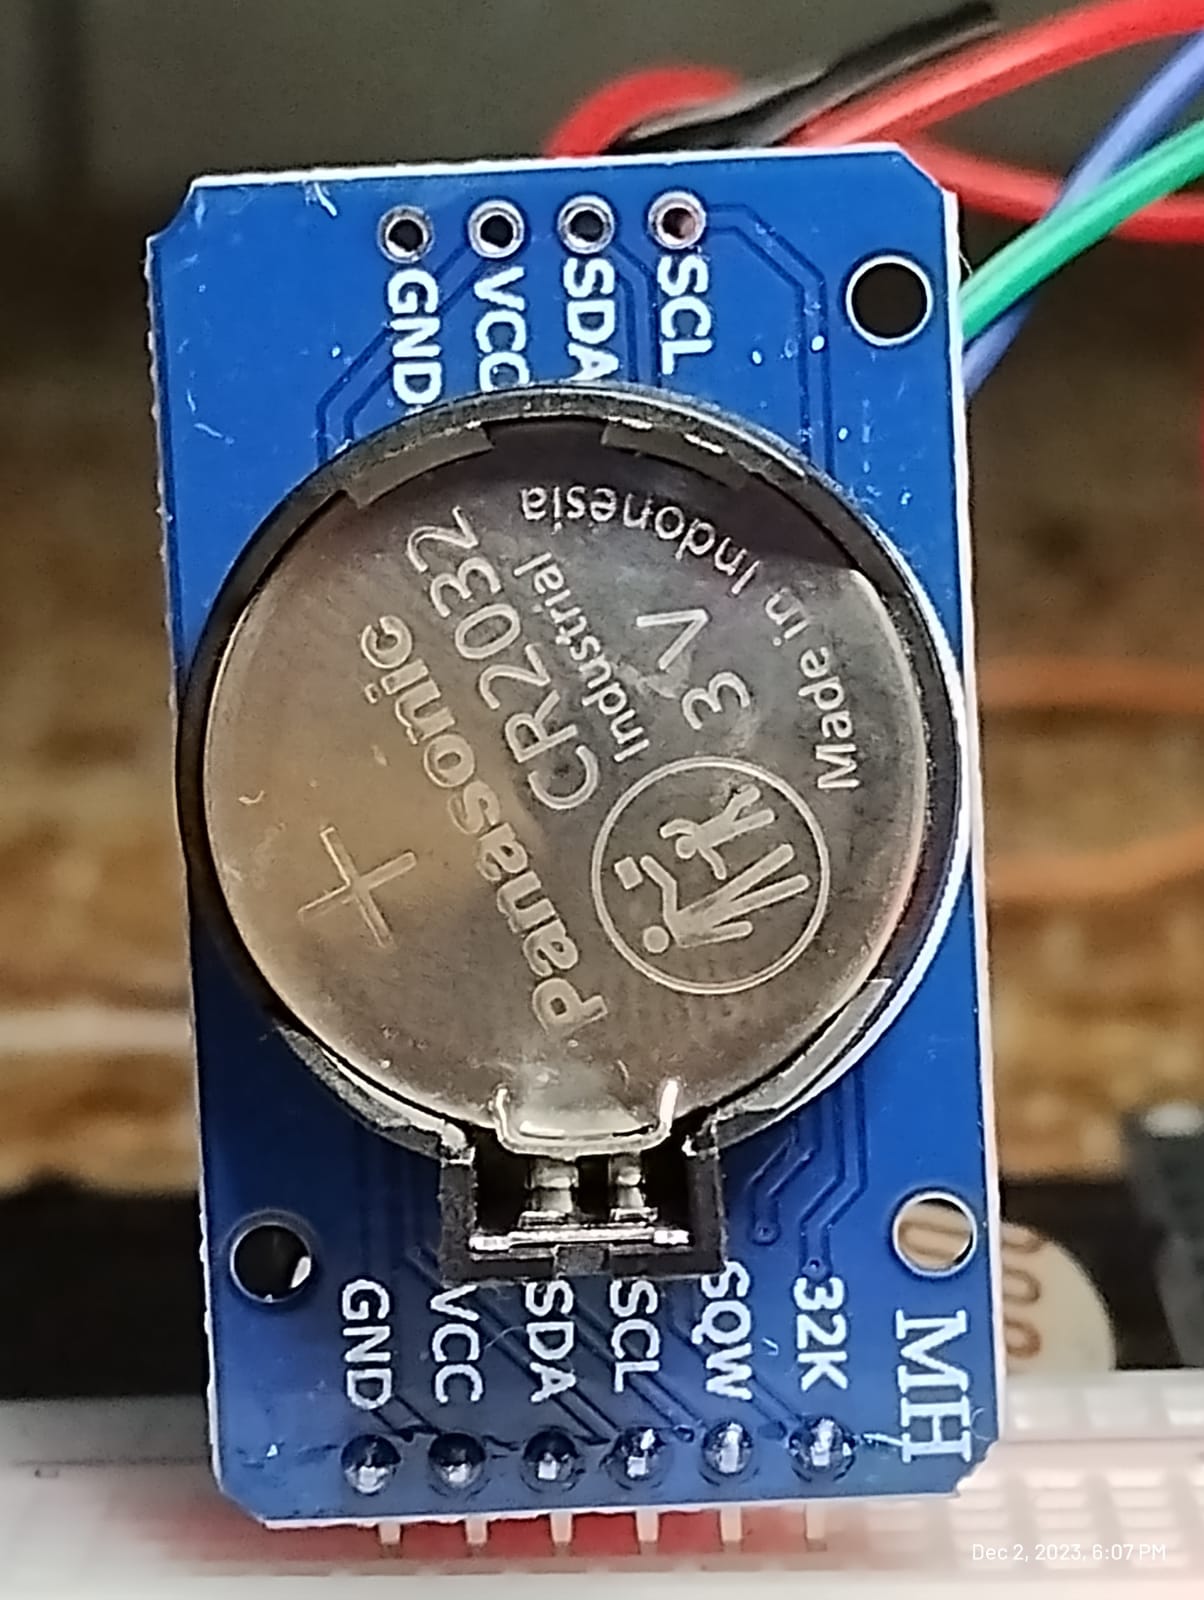 GND
VCC
SDA
SCL
Panasonic
CR2032
Industrial
3 V
Made in Indonesia
+
GND
VCC
SDA
SCL
SQW
32K
MH
Dec 2, 2023, 6:07 PM